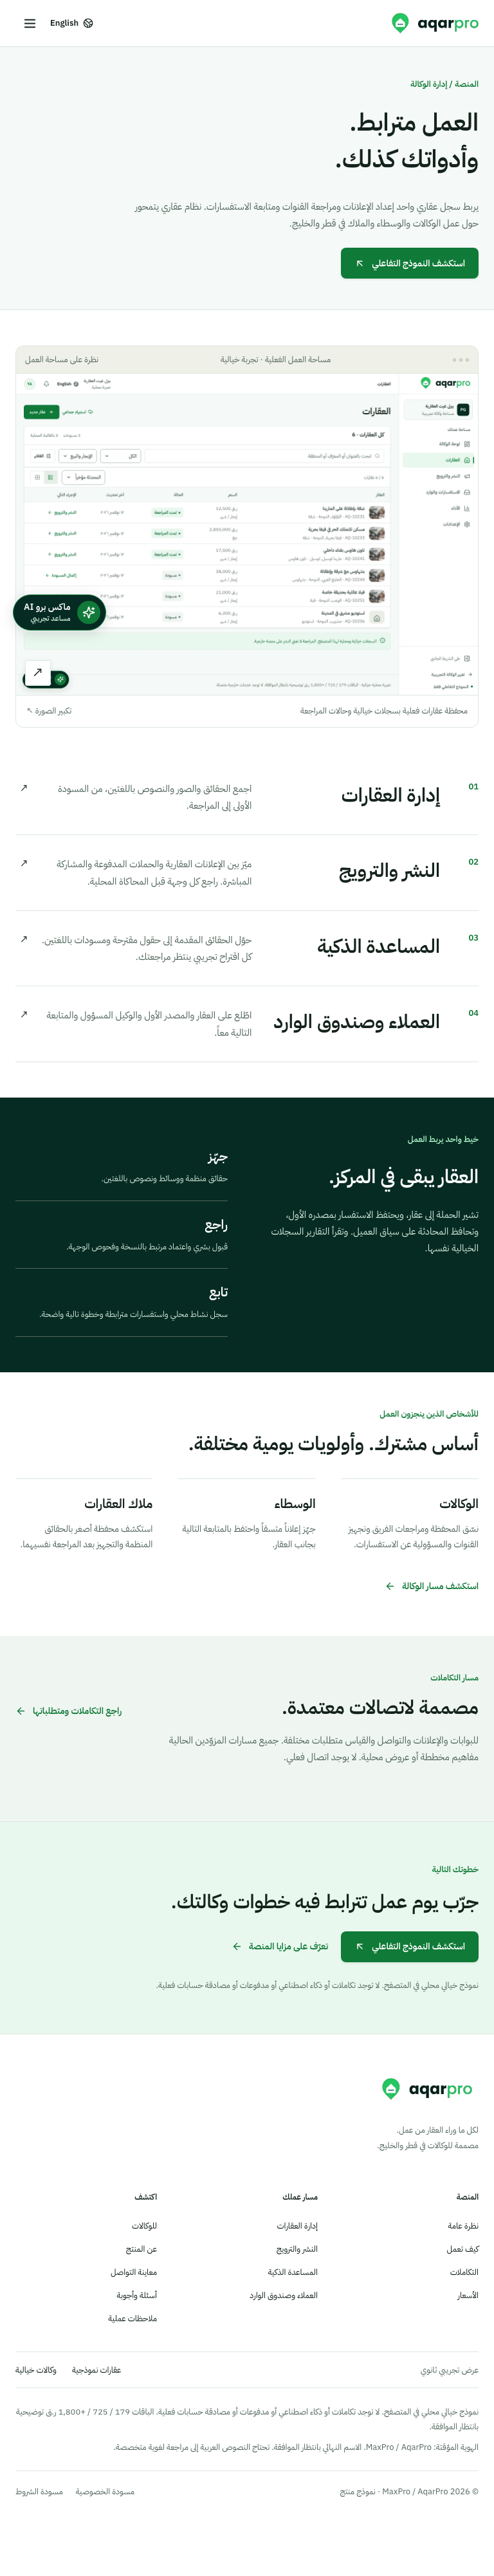 aqarpro
English
المنصة / إدارة الوكالة
العمل مترابط.
وأدواتك كذلك.
يربط سجل عقاري واحد إعداد الإعلانات ومراجعة القنوات ومتابعة الاستفسارات. نظام عقاري يتمحور
حول عمل الوكالات والوسطاء والملاك في قطر والخليج.
استكشف النموذج التفاعلي
مساحة العمل الفعلية · تجربة خيالية
نظرة على مساحة العمل
aqarpro
العقارات
English
العقارات
كل العقارات · 6
ماكس برو AI
مساعد تجريبي
محفظة عقارات فعلية بسجلات خيالية وحالات المراجعة
تكبير الصورة ↗
01
إدارة العقارات
اجمع الحقائق والصور والنصوص باللغتين، من المسودة
الأولى إلى المراجعة.
↗
02
النشر والترويج
ميّز بين الإعلانات العقارية والحملات المدفوعة والمشاركة
المباشرة. راجع كل وجهة قبل المحاكاة المحلية.
↗
03
المساعدة الذكية
حوّل الحقائق المقدمة إلى حقول مقترحة ومسودات باللغتين.
كل اقتراح تجريبي ينتظر مراجعتك.
↗
04
العملاء وصندوق الوارد
اطّلع على العقار والمصدر الأول والوكيل المسؤول والمتابعة
التالية معاً.
↗
خيط واحد يربط العمل
العقار يبقى في المركز.
تشير الحملة إلى عقار، ويحتفظ الاستفسار بمصدره الأول،
وتحافظ المحادثة على سياق العميل. وتقرأ التقارير السجلات
الخيالية نفسها.
جهّز
حقائق منظمة ووسائط ونصوص باللغتين.
راجع
قبول بشري واعتماد مرتبط بالنسخة وفحوص الوجهة.
تابع
سجل نشاط محلي واستفسارات مترابطة وخطوة تالية واضحة.
للأشخاص الذين ينجزون العمل
أساس مشترك. وأولويات يومية مختلفة.
الوكالات
نسّق المحفظة ومراجعات الفريق وتجهيز
القنوات والمسؤولية عن الاستفسارات.
الوسطاء
جهّز إعلاناً متسقاً واحتفظ بالمتابعة التالية
بجانب العقار.
ملاك العقارات
استكشف محفظة أصغر بالحقائق
المنظمة والتجهيز بعد المراجعة نفسيهما.
استكشف مسار الوكالة
مسار التكاملات
مصممة لاتصالات معتمدة.
للبوابات والإعلانات والتواصل والقياس متطلبات مختلفة. جميع مسارات المزوّدين الحالية
مفاهيم مخططة أو عروض محلية. لا يوجد اتصال فعلي.
راجع التكاملات ومتطلباتها
خطوتك التالية
جرّب يوم عمل تترابط فيه خطوات وكالتك.
استكشف النموذج التفاعلي
تعرّف على مزايا المنصة
نموذج خيالي محلي في المتصفح. لا توجد تكاملات أو ذكاء اصطناعي أو مدفوعات أو مصادقة حسابات فعلية.
aqarpro
لكل ما وراء العقار من عمل.
مصممة للوكالات في قطر والخليج.
المنصة
نظرة عامة
كيف تعمل
التكاملات
الأسعار
مسار عملك
إدارة العقارات
النشر والترويج
المساعدة الذكية
العملاء وصندوق الوارد
اكتشف
للوكالات
عن المنتج
معاينة التواصل
أسئلة وأجوبة
ملاحظات عملية
عرض تجريبي ثانوي
عقارات نموذجية
وكالات خيالية
نموذج خيالي محلي في المتصفح. لا توجد تكاملات أو ذكاء اصطناعي أو مدفوعات أو مصادقة حسابات فعلية. الباقات 179 / 725 / +1,800 ر.ق توضيحية
بانتظار الموافقة.
الهوية المؤقتة: MaxPro / AqarPro. الاسم النهائي بانتظار الموافقة. تحتاج النصوص العربية إلى مراجعة لغوية متخصصة.
© 2026 MaxPro / AqarPro · نموذج منتج
مسودة الخصوصية
مسودة الشروط